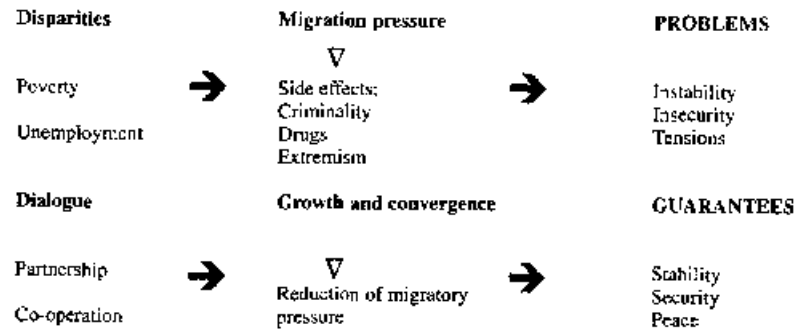 Disparities Migration pressure PROBLEMS
Poverty Side effects: Instability
Criminality Insecurity
Unemployment Drugs Tensions
Extremism
Dialogue Growth and convergence GUARANTEES
Partnership Stability
Reduction of migratory Security
Co-operation pressure Peace